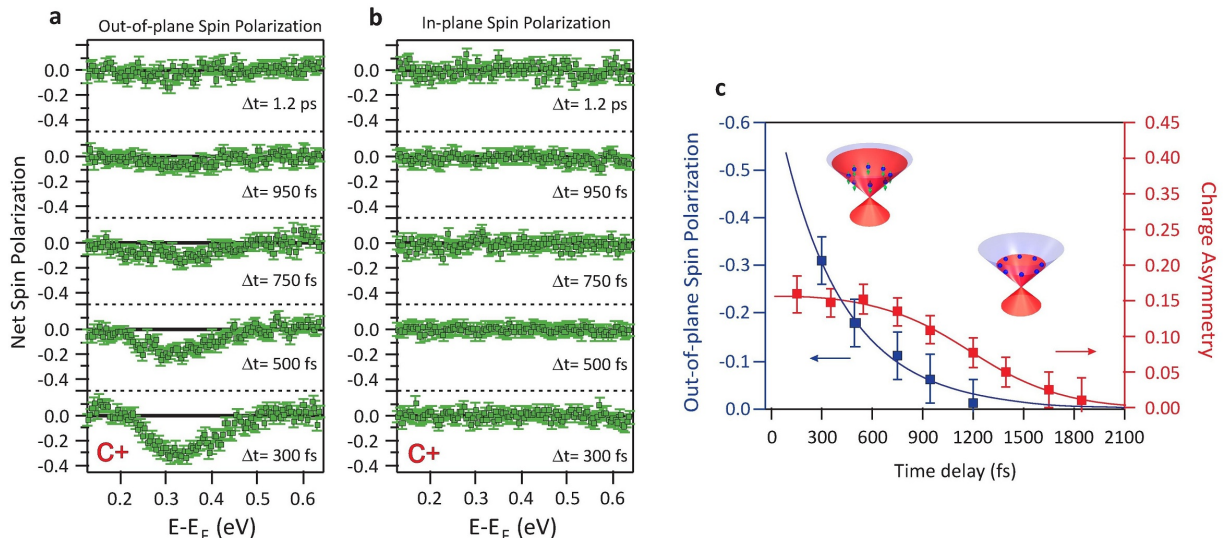 a
Out-of-plane Spin Polarization
0.0
-0.2
-0.4
Δt= 1.2 ps
0.0
-0.2
-0.4
Δt= 950 fs
0.0
-0.2
-0.4
Δt= 750 fs
0.0
-0.2
-0.4
Δt= 500 fs
0.0
-0.2
-0.4
C+
Δt= 300 fs
0.2 0.3 0.4 0.5 0.6
E-E_F (eV)
Net Spin Polarization
b
In-plane Spin Polarization
0.0
-0.2
-0.4
Δt= 1.2 ps
0.0
-0.2
-0.4
Δt= 950 fs
0.0
-0.2
-0.4
Δt= 750 fs
0.0
-0.2
-0.4
Δt= 500 fs
0.0
-0.2
-0.4
C+
Δt= 300 fs
0.2 0.3 0.4 0.5 0.6
E-E_F (eV)
c
Out-of-plane Spin Polarization
-0.6
-0.5
-0.4
-0.3
-0.2
-0.1
0.0
0.45
0.40
0.35
0.30
0.25
0.20
0.15
0.10
0.05
0.00
Charge Asymmetry
0 300 600 900 1200 1500 1800 2100
Time delay (fs)